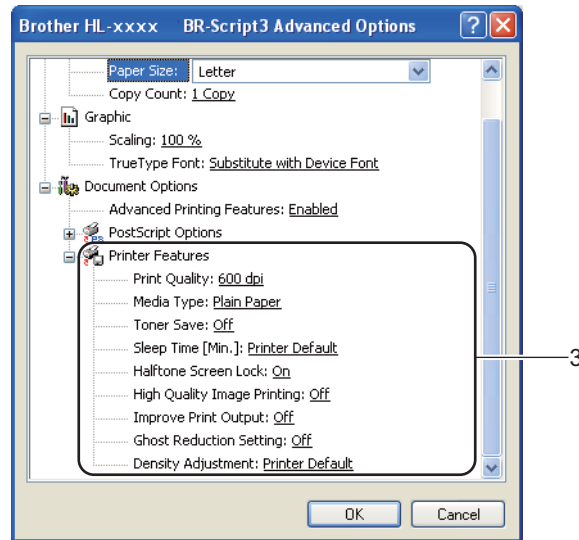 Brother HL-xxxx BR-Script3 Advanced Options
Paper Size: Letter
Copy Count: 1 Copy
Graphic
Scaling: 100 %
TrueType Font: Substitute with Device Font
Document Options
Advanced Printing Features: Enabled
PostScript Options
Printer Features
Print Quality: 600 dpi
Media Type: Plain Paper
Toner Save: Off
Sleep Time [Min.]: Printer Default
Halftone Screen Lock: On
High Quality Image Printing: Off
Improve Print Output: Off
Ghost Reduction Setting: Off
Density Adjustment: Printer Default
3
OK Cancel